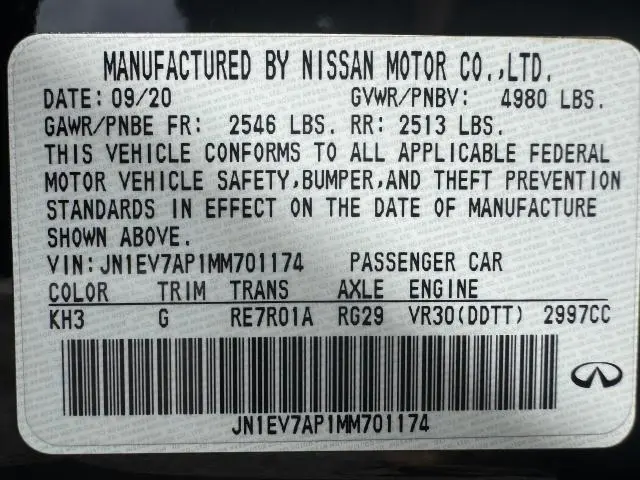 MANUFACTURED BY NISSAN MOTOR CO.,LTD.
DATE: 09/20 GVWR/PNBV: 4980 LBS.
GAWR/PNBE FR: 2546 LBS. RR: 2513 LBS.
THIS VEHICLE CONFORMS TO ALL APPLICABLE FEDERAL
MOTOR VEHICLE SAFETY,BUMPER,AND THEFT PREVENTION
STANDARDS IN EFFECT ON THE DATE OF MANUFACTURE
SHOWN ABOVE.
VIN:JN1EV7AP1MM701174 PASSENGER CAR
COLOR TRIM TRANS AXLE ENGINE
KH3 G RE7R01A RG29 VR30(DDTT) 2997CC
JN1EV7AP1MM701174